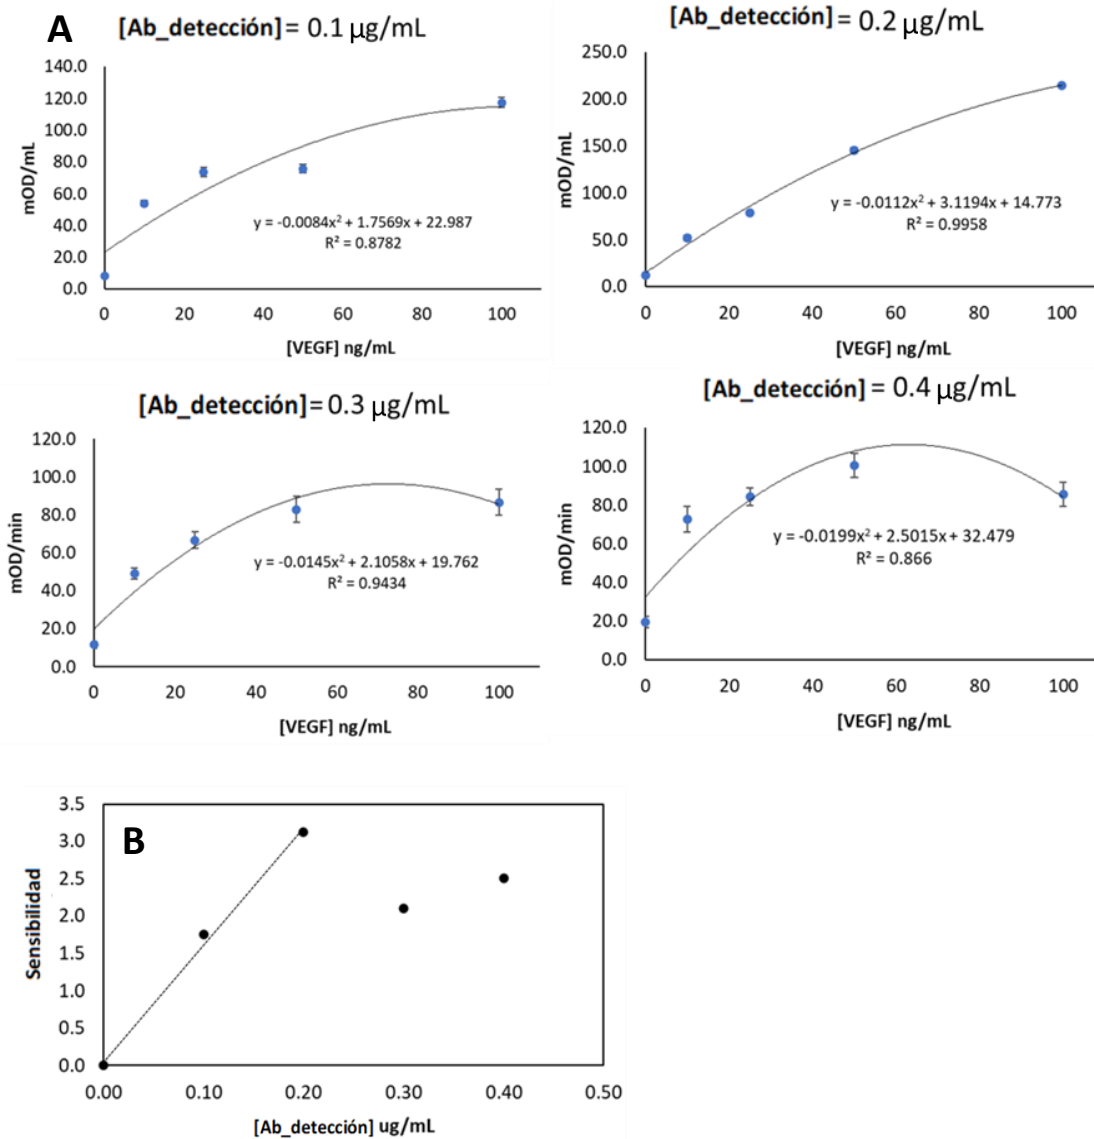 A
[Ab_detección] = 0.1 µg/mL
140.0
120.0
100.0
80.0
60.0
40.0
20.0
0.0
mOD/mL
y = -0.0084x² + 1.7569x + 22.987
R² = 0.8782
0 20 40 60 80 100
[VEGF] ng/mL
[Ab_detección] = 0.2 µg/mL
250.0
200.0
150.0
100.0
50.0
0.0
mOD/mL
y = -0.0112x² + 3.1194x + 14.773
R² = 0.9958
0 20 40 60 80 100
[VEGF] ng/mL
[Ab_detección] = 0.3 µg/mL
120.0
100.0
80.0
60.0
40.0
20.0
0.0
mOD/min
y = -0.0145x² + 2.1058x + 19.762
R² = 0.9434
0 20 40 60 80 100
[VEGF] ng/mL
[Ab_detección] = 0.4 µg/mL
120.0
100.0
80.0
60.0
40.0
20.0
0.0
mOD/min
y = -0.0199x² + 2.5015x + 32.479
R² = 0.866
0 20 40 60 80 100
[VEGF] ng/mL
B
3.5
3.0
2.5
2.0
1.5
1.0
0.5
0.0
Sensibilidad
0.00 0.10 0.20 0.30 0.40 0.50
[Ab_detección] ug/mL